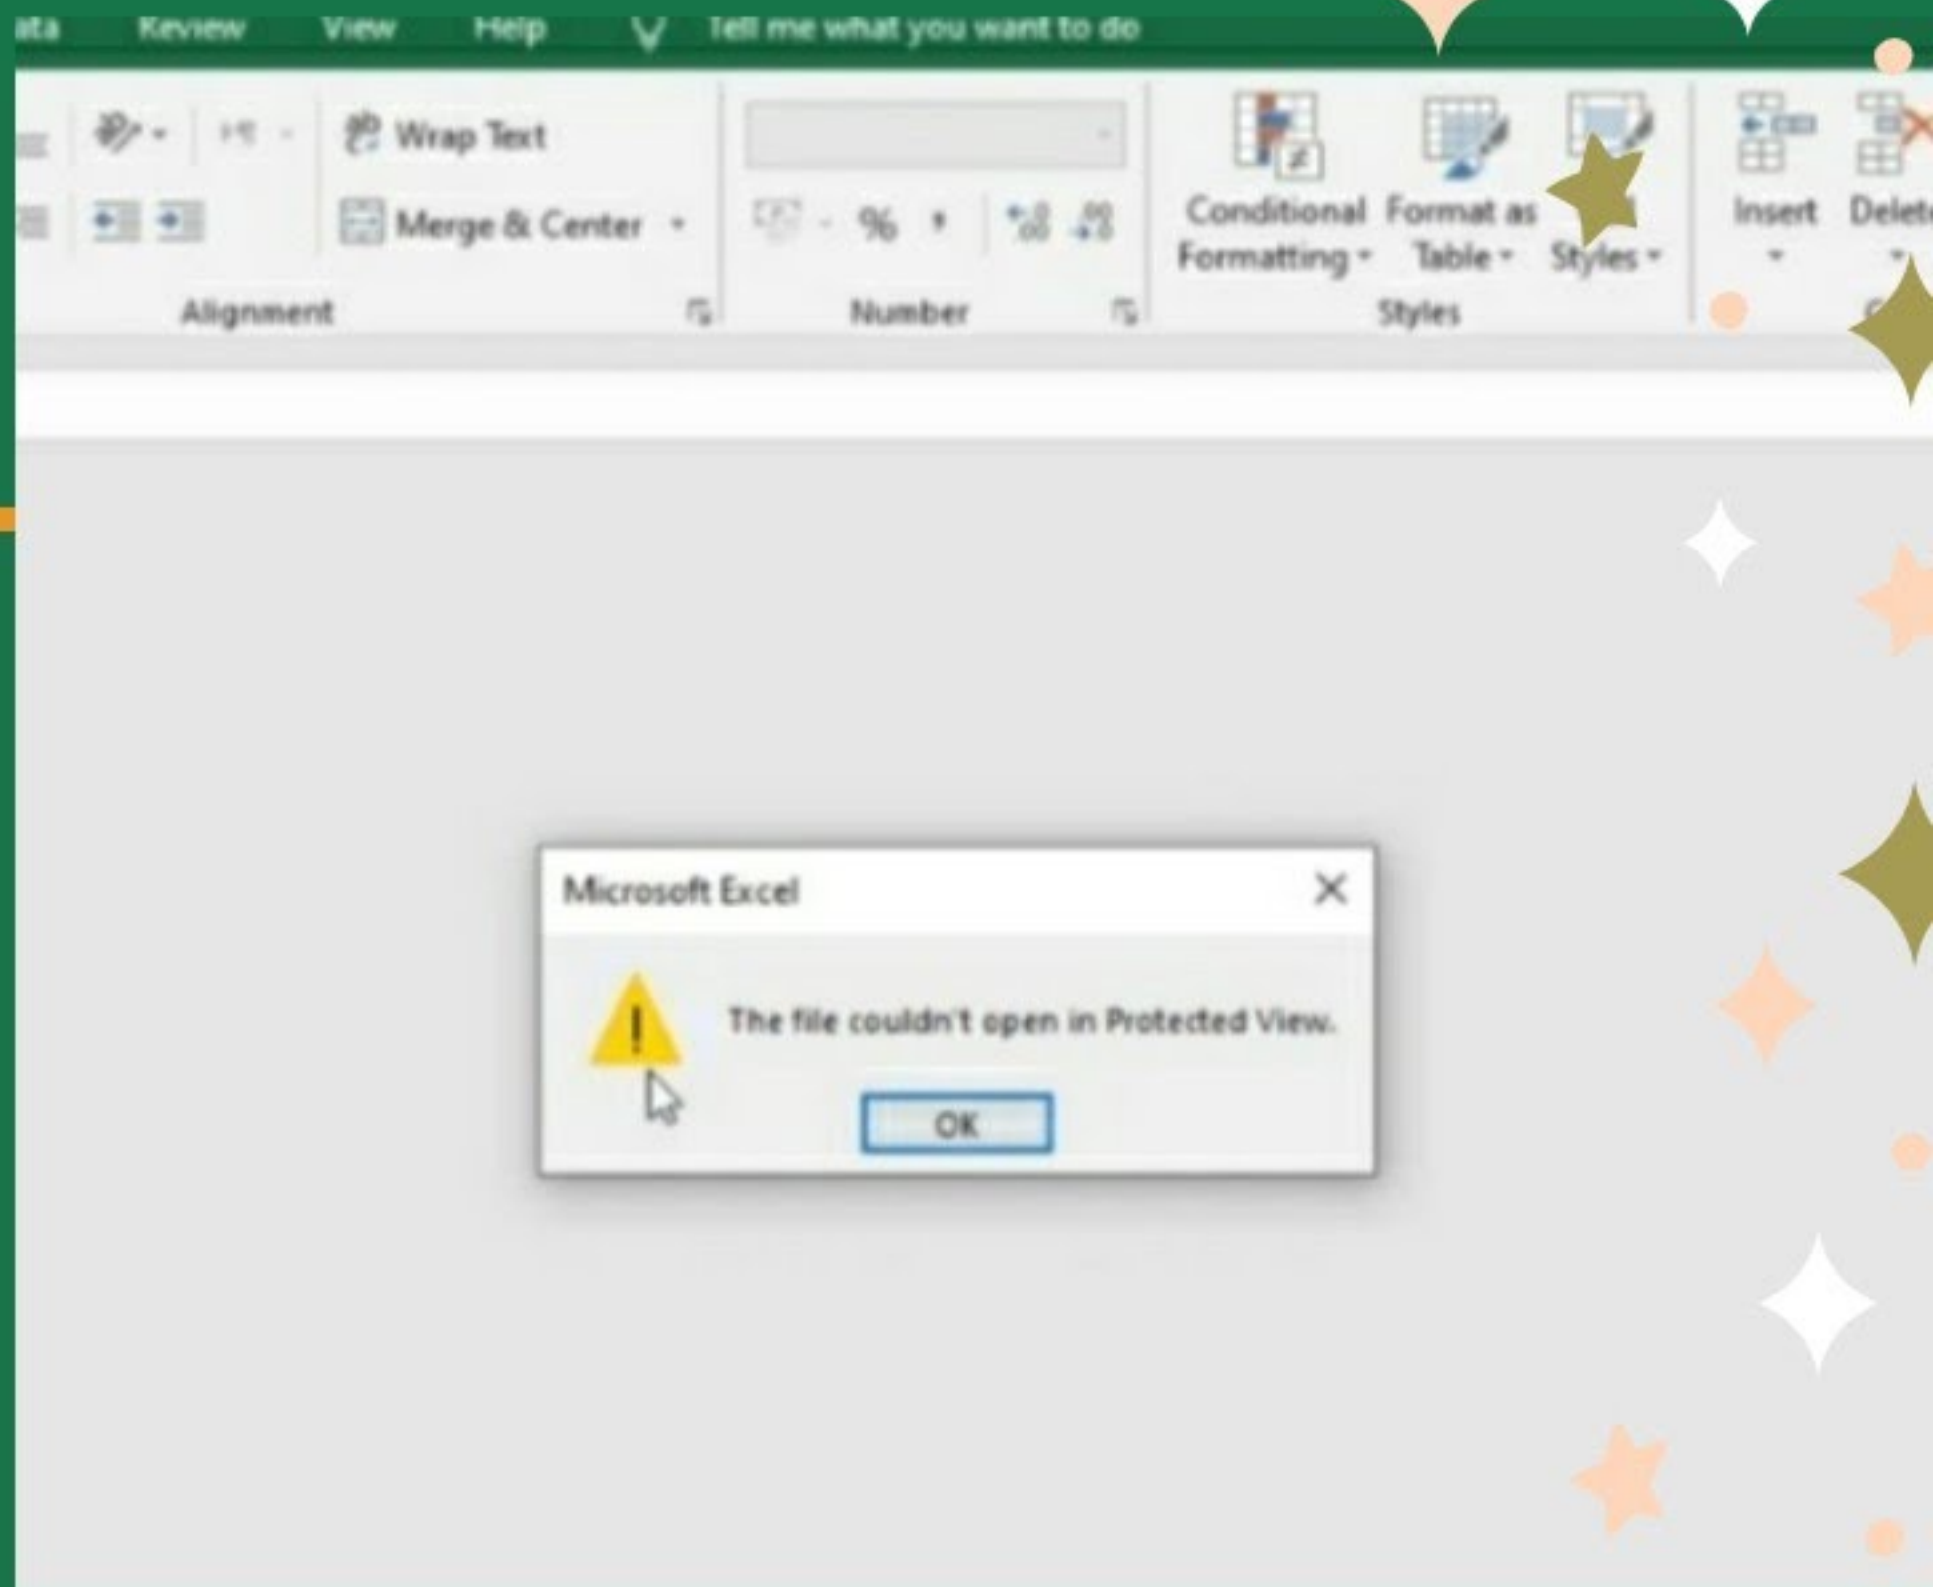 Review View Help Tell me what you want to do
Wrap Text
Merge & Center
%
Conditional Formatting
Format as Table
Styles
Insert
Delete
Alignment
Number
Styles
Microsoft Excel
The file couldn't open in Protected View.
OK